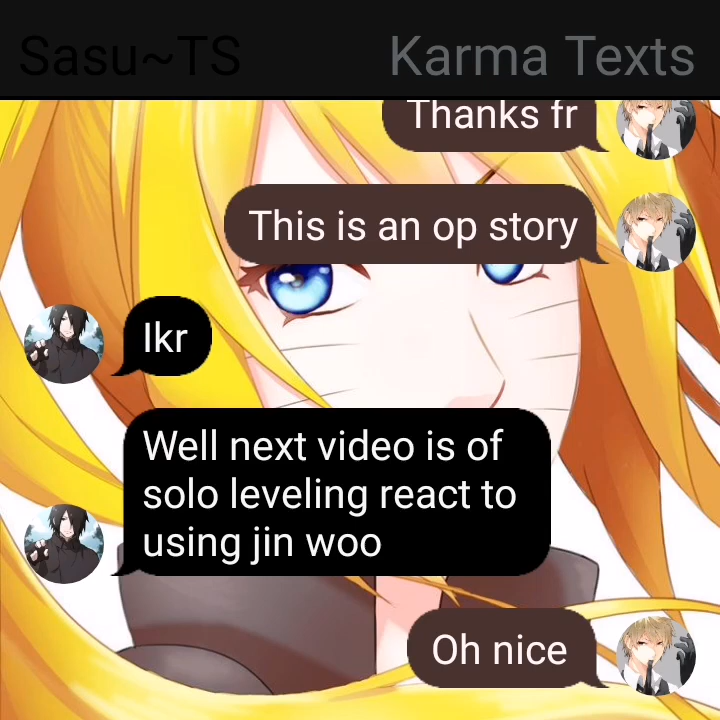 Sasu~TS
Karma Texts
Thanks fr
This is an op story
Ikr
Well next video is of
solo leveling react to
using jin woo
Oh nice